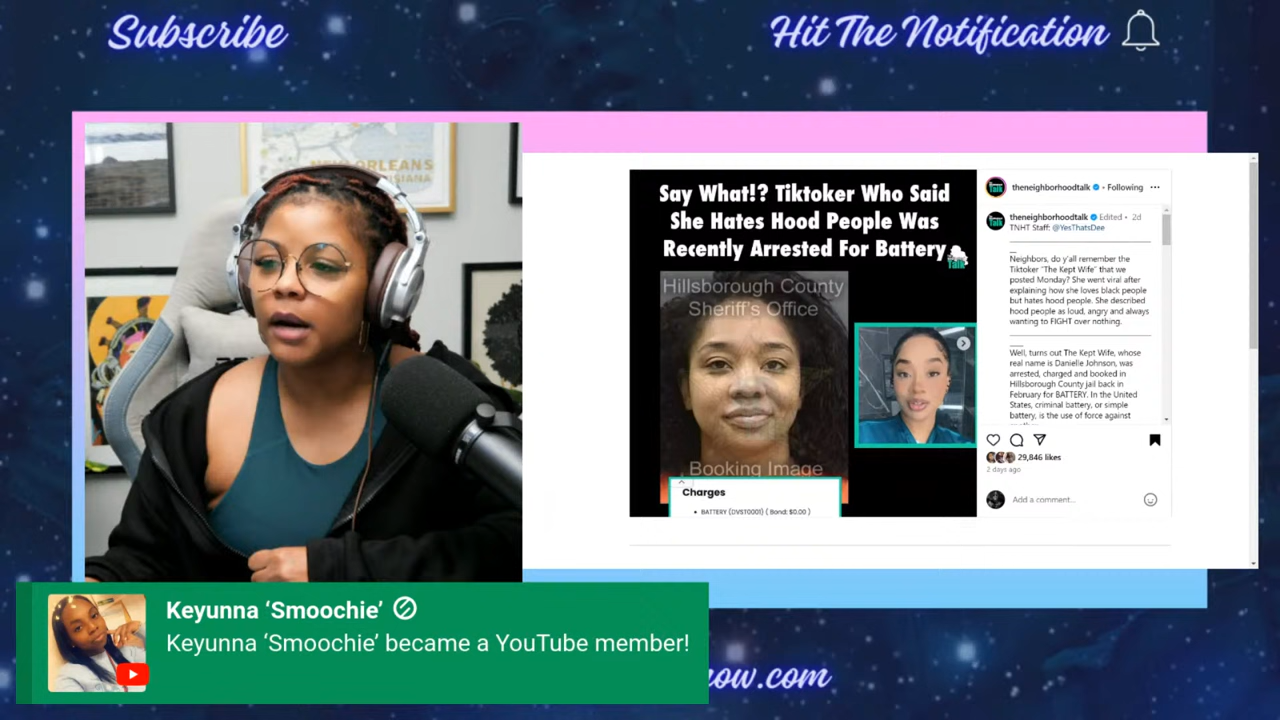 Subscribe
Hit The Notification
NEW ORLEANS
Say What!? Tiktoker Who Said
She Hates Hood People Was
Recently Arrested For Battery
Talk
Hillsborough County
Sheriff's Office
Booking Image
Charges
• BATTERY (DVST0001) ( Bond: $0.00 )
theneighborhoodtalk • Following
theneighborhoodtalk Edited • 2d
TNHT Staff: @YesThatsDee
Neighbors, do y'all remember the
Tiktoker "The Kept Wife" that we
posted Monday? She went viral after
explaining how she loves black people
but hates hood people. She described
hood people as loud, angry and always
wanting to FIGHT over nothing.
Well, turns out The Kept Wife, whose
real name is Danielle Johnson, was
arrested, charged and booked in
Hillsborough County jail back in
February for BATTERY. In the United
States, criminal battery, or simple
battery, is the use of force against
29,846 likes
2 days ago
Add a comment...
Keyunna ‘Smoochie’
Keyunna ‘Smoochie’ became a YouTube member!
ow.com